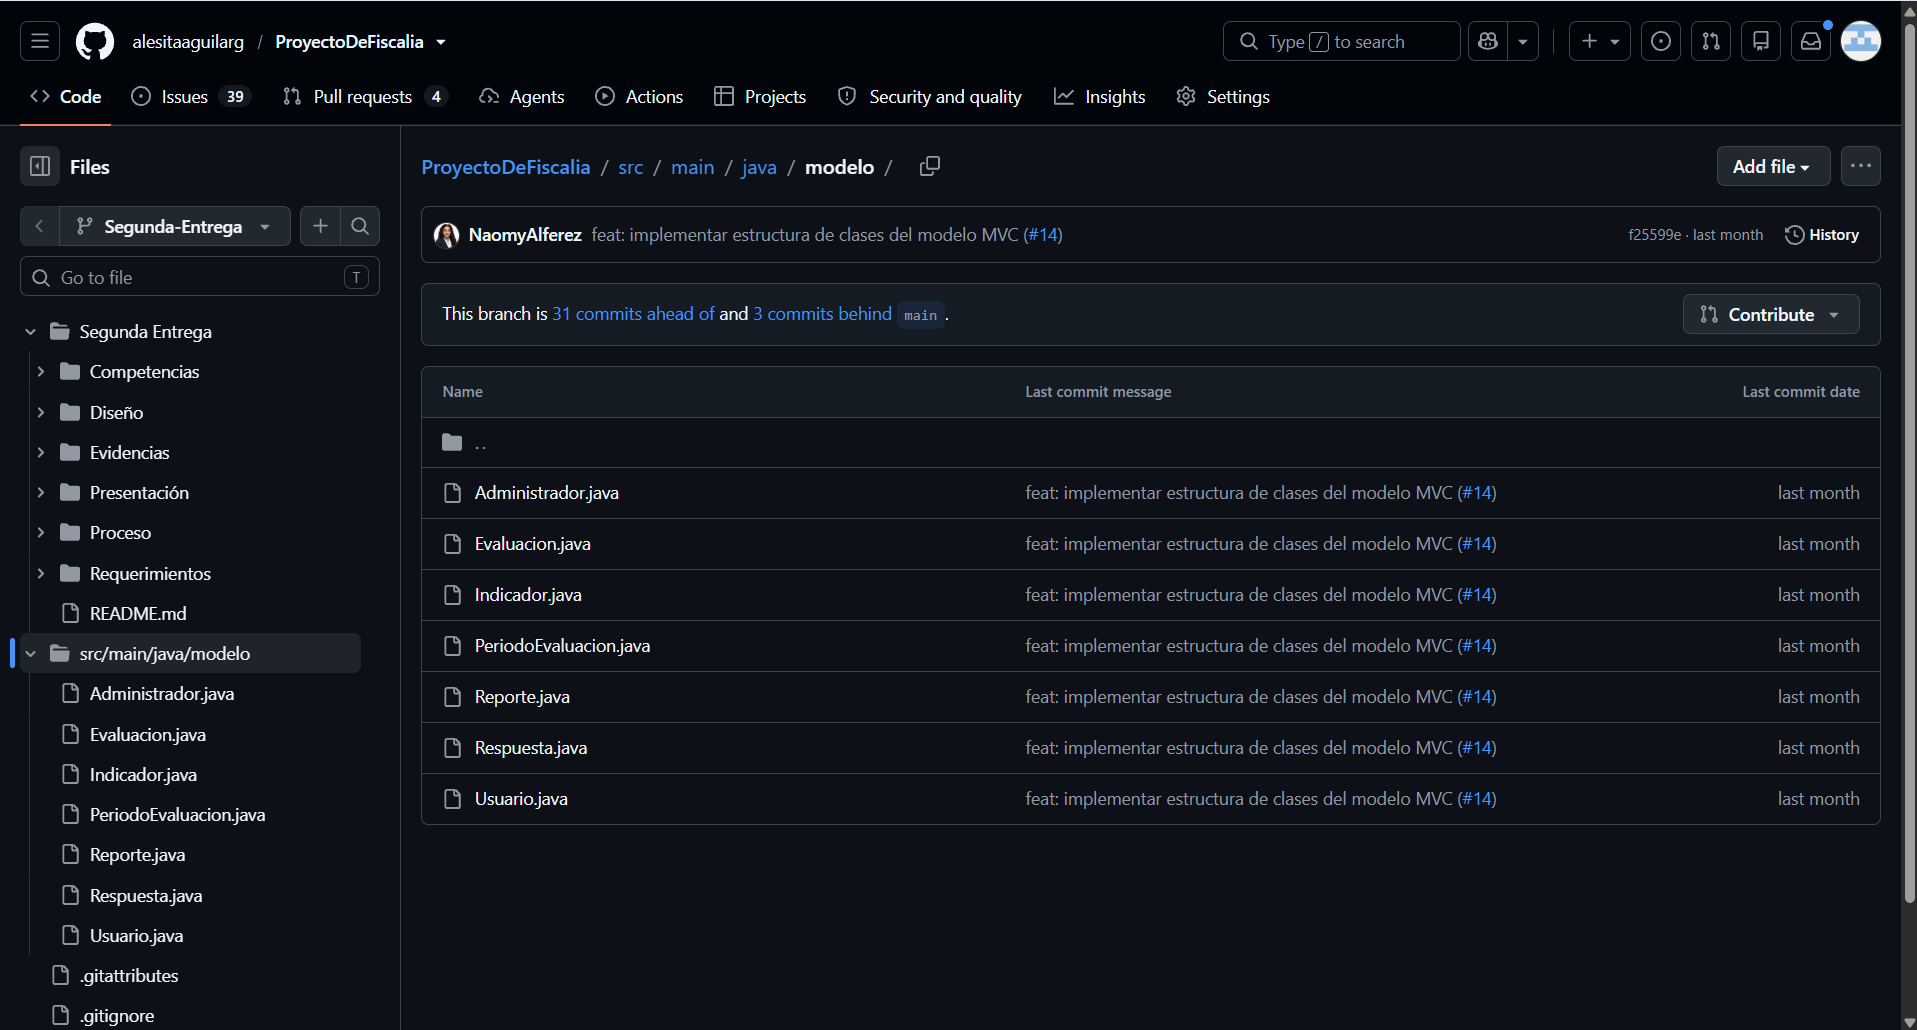 alesitaaguilarg / ProyectoDeFiscalia
Type / to search
Code
Issues 39
Pull requests 4
Agents
Actions
Projects
Security and quality
Insights
Settings
Files
Segunda-Entrega
Go to file T
Segunda Entrega
Competencias
Diseño
Evidencias
Presentación
Proceso
Requerimientos
README.md
src/main/java/modelo
Administrador.java
Evaluacion.java
Indicador.java
PeriodoEvaluacion.java
Reporte.java
Respuesta.java
Usuario.java
.gitattributes
.gitignore
ProyectoDeFiscalia / src / main / java / modelo /
Add file
NaomyAlferez feat: implementar estructura de clases del modelo MVC (#14) f25599e · last month History
This branch is 31 commits ahead of and 3 commits behind main .
Contribute
Name Last commit message Last commit date
..
Administrador.java feat: implementar estructura de clases del modelo MVC (#14) last month
Evaluacion.java feat: implementar estructura de clases del modelo MVC (#14) last month
Indicador.java feat: implementar estructura de clases del modelo MVC (#14) last month
PeriodoEvaluacion.java feat: implementar estructura de clases del modelo MVC (#14) last month
Reporte.java feat: implementar estructura de clases del modelo MVC (#14) last month
Respuesta.java feat: implementar estructura de clases del modelo MVC (#14) last month
Usuario.java feat: implementar estructura de clases del modelo MVC (#14) last month